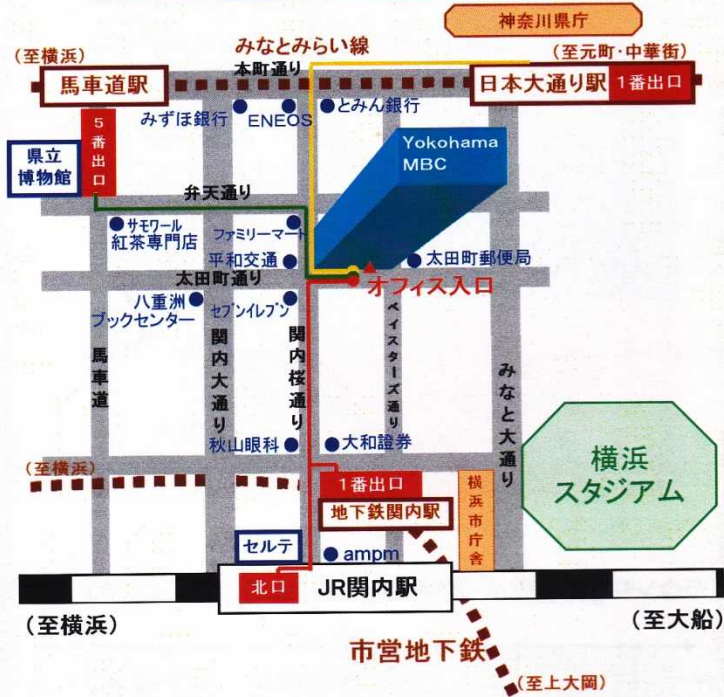 神奈川県庁
(至横浜)
みなとみらい線
(至元町・中華街)
馬車道駅
本町通り
日本大通り駅
1番出口
みずほ銀行
ENEOS
とみん銀行
5番出口
県立
博物館
Yokohama
MBC
弁天通り
サモワール
紅茶専門店
ファミリーマート
平和交通
太田町郵便局
太田町通り
オフィス入口
八重洲
ブックセンター
セブンイレブン
馬車道
関内大通り
関内桜通り
ベイスターズ通り
みなと大通り
秋山眼科
大和證券
横浜
スタジアム
(至横浜)
1番出口
地下鉄関内駅
横浜市庁舎
セルテ
ampm
北口
JR関内駅
(至横浜)
(至大船)
市営地下鉄
(至上大岡)